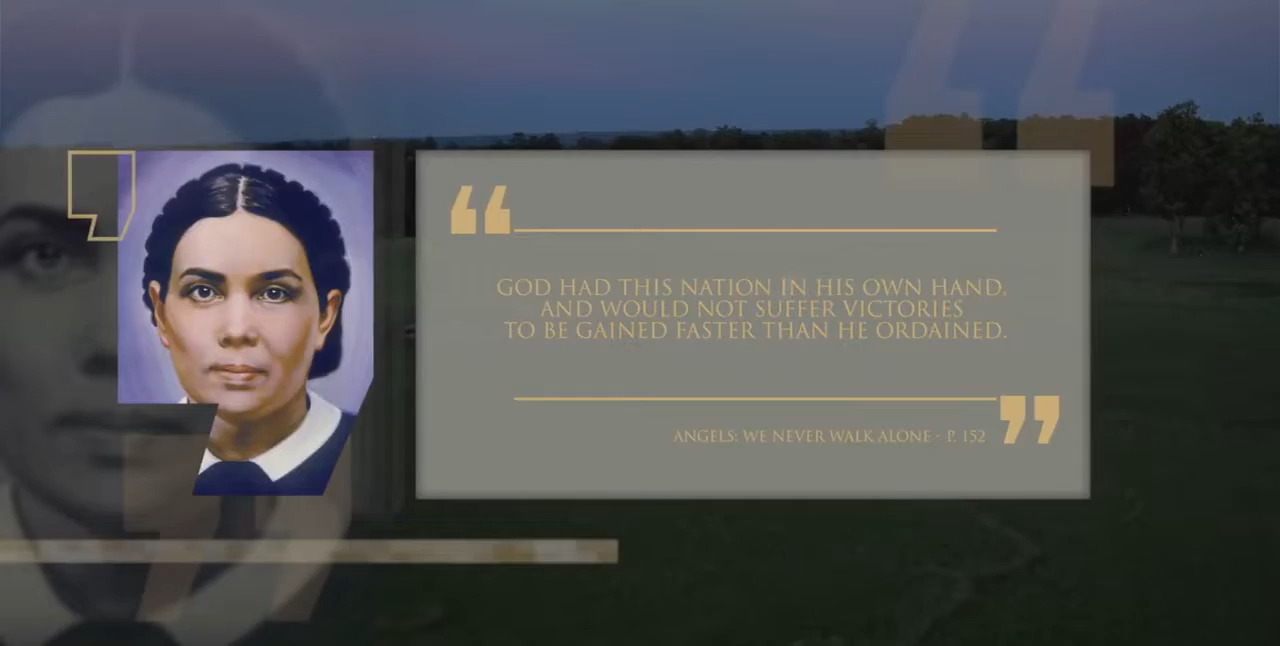 GOD HAD THIS NATION IN HIS OWN HAND,
AND WOULD NOT SUFFER VICTORIES
TO BE GAINED FASTER THAN HE ORDAINED.
ANGELS: WE NEVER WALK ALONE - P. 152